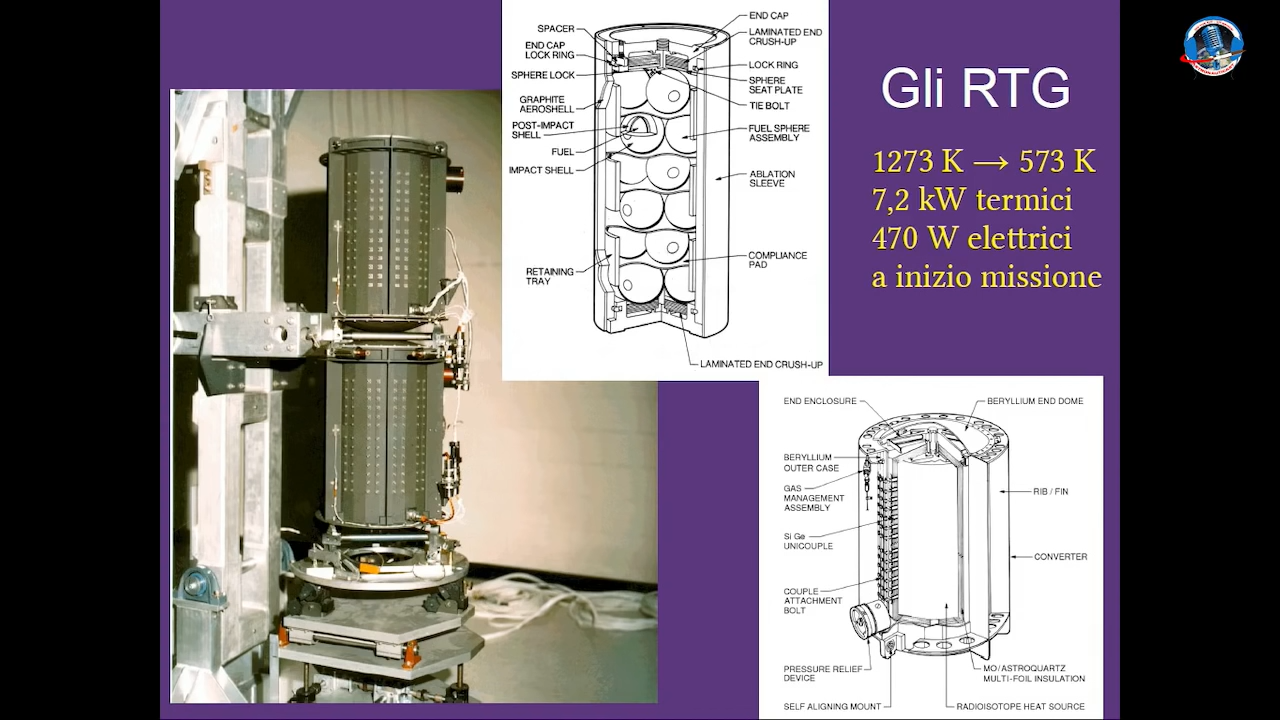 Gli RTG
1273 K → 573 K
7,2 kW termici
470 W elettrici
a inizio missione
SPACER
END CAP
LOCK RING
SPHERE LOCK
GRAPHITE
AEROSHELL
POST-IMPACT
SHELL
FUEL
IMPACT SHELL
RETAINING
TRAY
END CAP
LAMINATED END
CRUSH-UP
LOCK RING
SPHERE
SEAT PLATE
TIE BOLT
FUEL SPHERE
ASSEMBLY
ABLATION
SLEEVE
COMPLIANCE
PAD
LAMINATED END CRUSH-UP
END ENCLOSURE
BERYLLIUM
OUTER CASE
GAS
MANAGEMENT
ASSEMBLY
Si Ge
UNICOUPLE
COUPLE
ATTACHMENT
BOLT
PRESSURE RELIEF
DEVICE
SELF ALIGNING MOUNT
BERYLLIUM END DOME
RIB / FIN
CONVERTER
MO/ASTROQUARTZ
MULTI-FOIL INSULATION
RADIOISOTOPE HEAT SOURCE